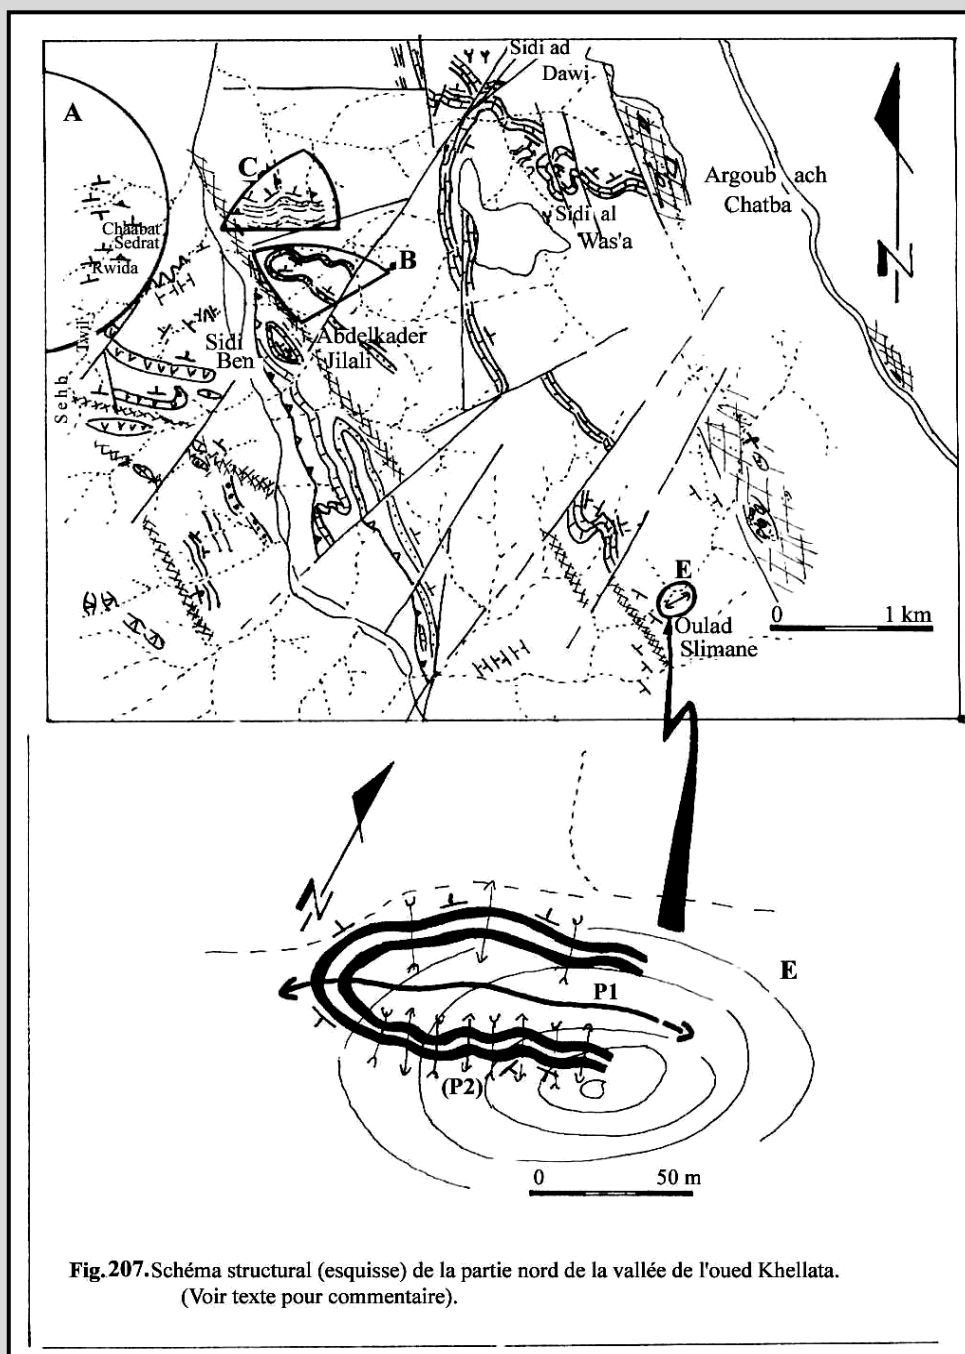 A
Sidi ad
Dawi
C
Argoub ach
Chatba
Chaabat
Sedrat
Sidi al
Was'a
Rwida
B
N
Sidi
Ben
Abdelkader
Jilali
Sehb Twil
E
0 1 km
Oulad
Slimane
N
E
P1
(P2)
0 50 m
Fig.207.Schéma structural (esquisse) de la partie nord de la vallée de l'oued Khellata.
(Voir texte pour commentaire).